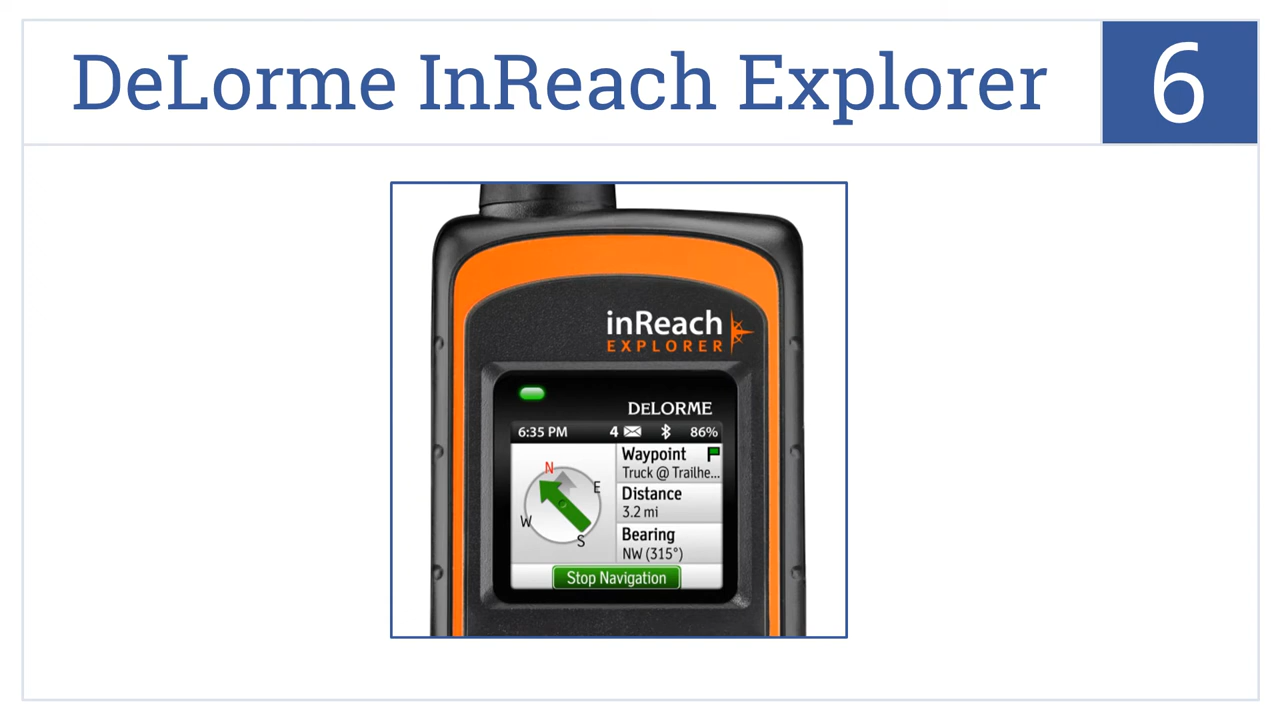 DeLorme InReach Explorer
6
inReach
EXPLORER
DELORME
6:35 PM 4 86%
Waypoint
Truck @ Trailhe...
Distance
3.2 mi
Bearing
NW (315°)
N
E
W
S
Stop Navigation